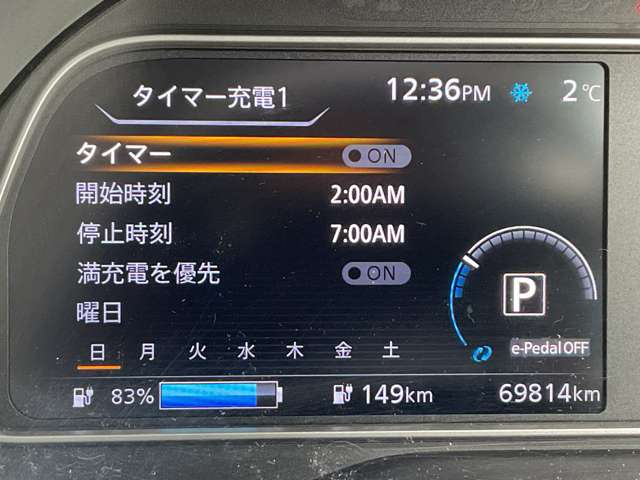 タイマー充電1 12:36PM 2℃
タイマー ON
開始時刻 2:00AM
停止時刻 7:00AM
満充電を優先 ON
曜日
P
日 月 火 水 木 金 土
e-Pedal OFF
83% 149km 69814km